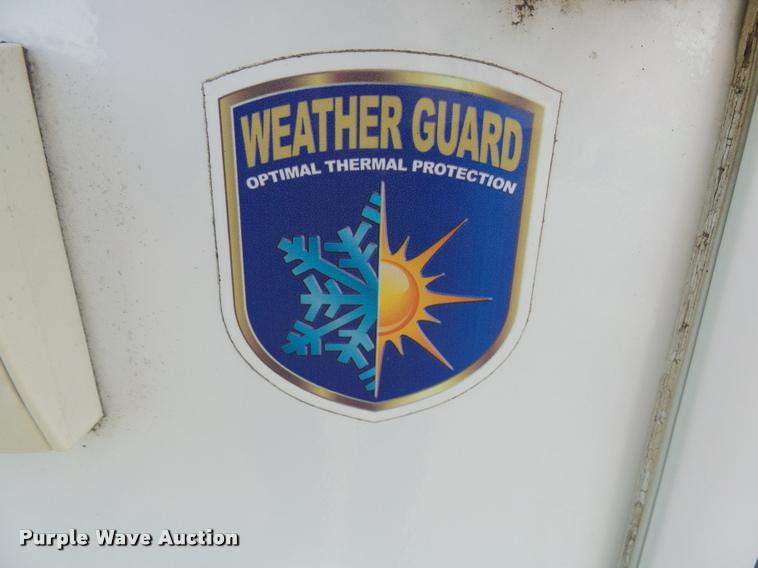 WEATHER GUARD
OPTIMAL THERMAL PROTECTION
Purple Wave Auction